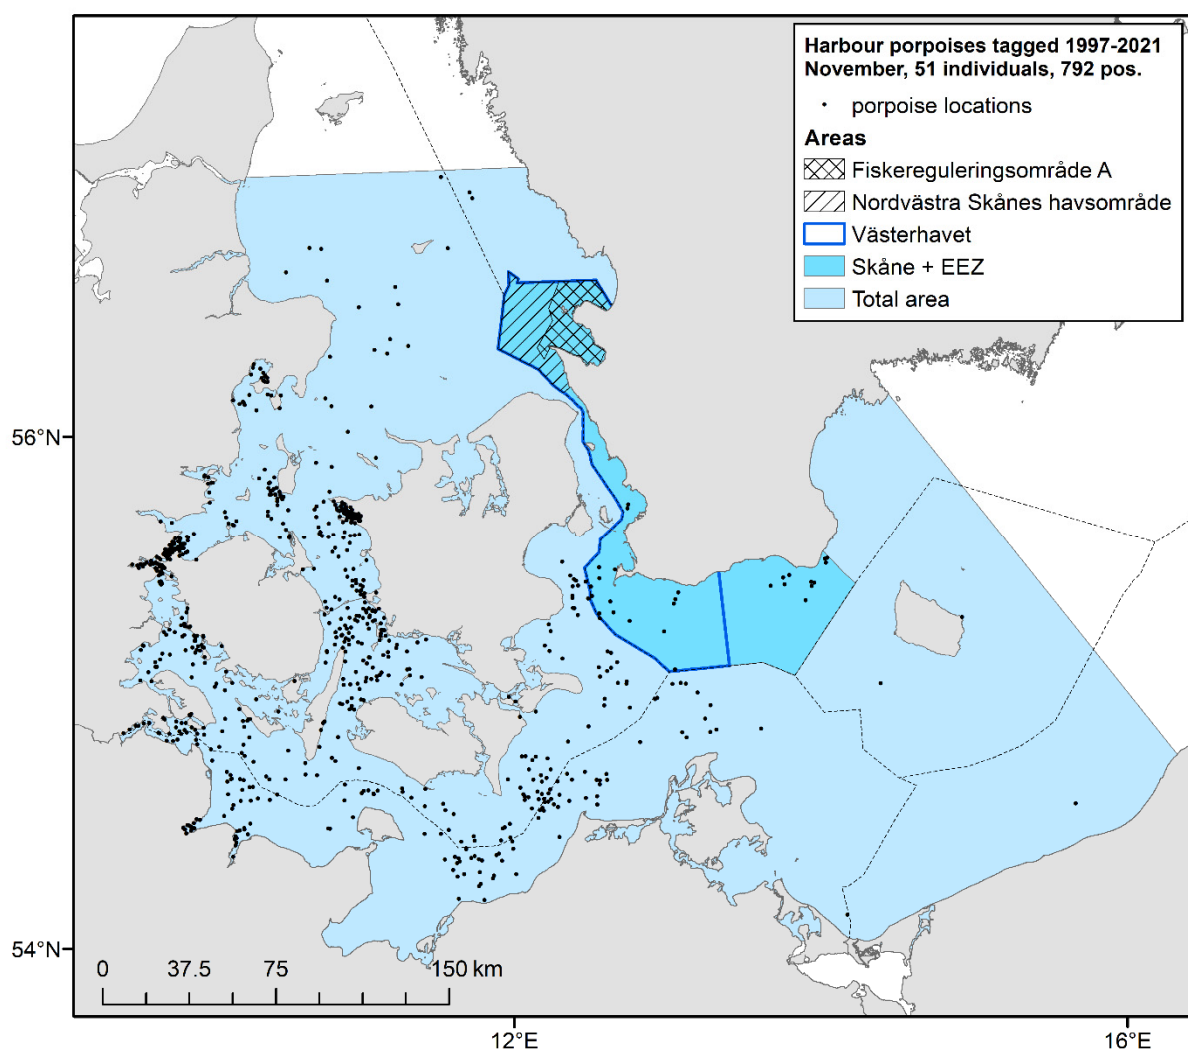 Harbour porpoises tagged 1997-2021
November, 51 individuals, 792 pos.
porpoise locations
Areas
Fiskereguleringsområde A
Nordvästra Skånes havsområde
Västerhavet
Skåne + EEZ
Total area
56°N
54°N
0 37.5 75 150 km
12°E 16°E